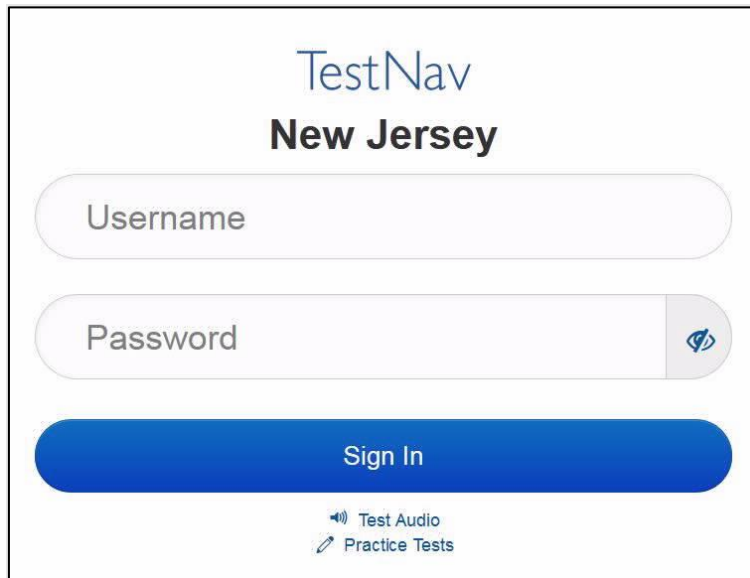 TestNav
New Jersey
Username
Password
Sign In
Test Audio
Practice Tests